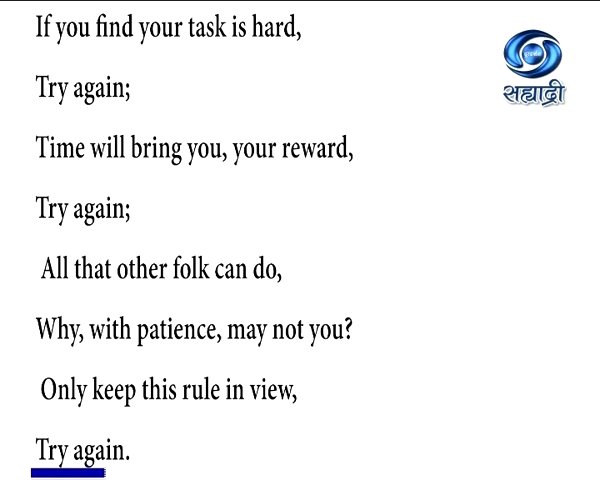 If you find your task is hard,
सह्याद्री
Try again;
Time will bring you, your reward,
Try again;
All that other folk can do,
Why, with patience, may not you?
Only keep this rule in view,
Try again.